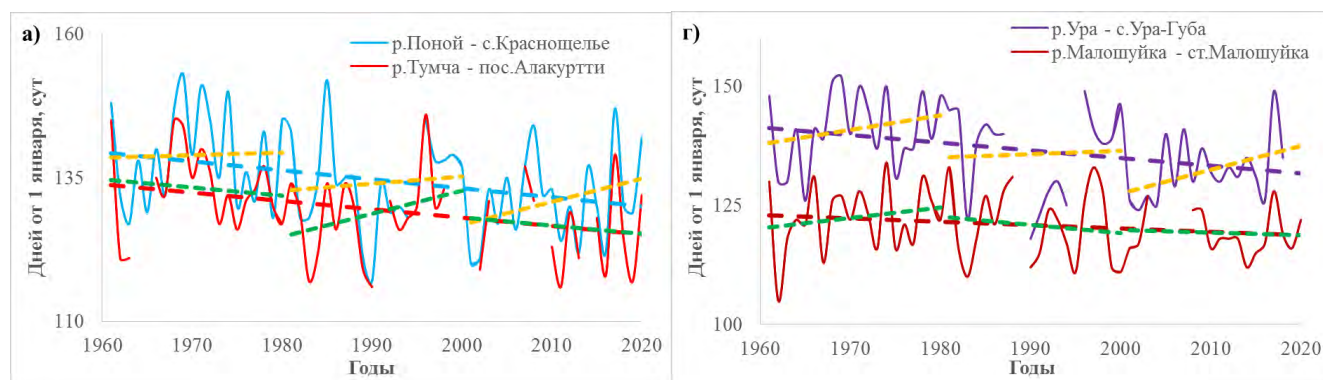 а)
р.Поной - с.Краснощелье
р.Тумча - пос.Алакуртти
Дней от 1 января, сут
160
135
110
1960 1970 1980 1990 2000 2010 2020
Годы
г)
р.Ура - с.Ура-Губа
р.Малошуйка - ст.Малошуйка
Дней от 1 января, сут
150
125
100
1960 1970 1980 1990 2000 2010 2020
Годы